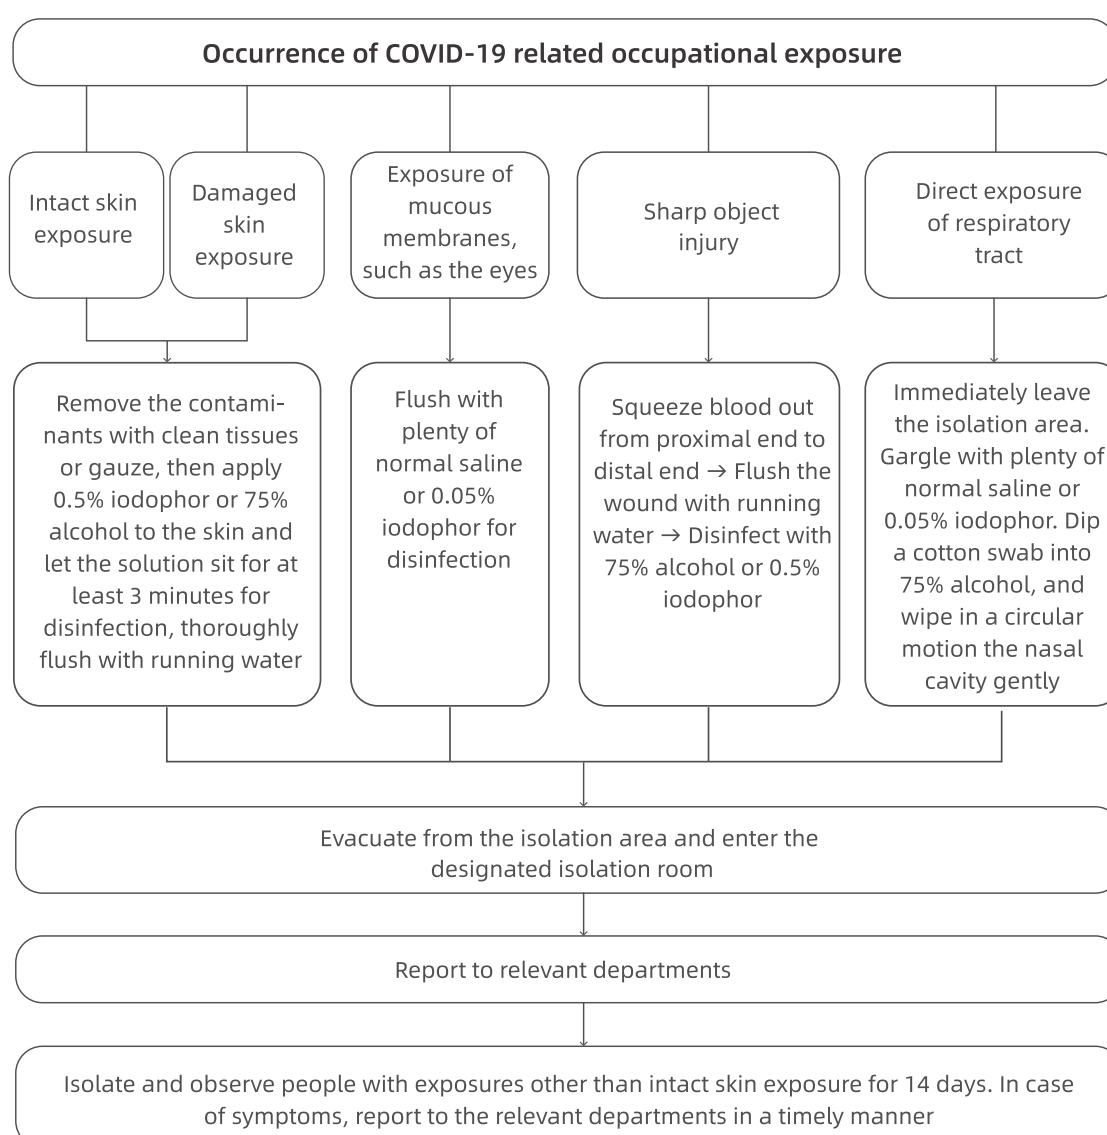 Occurrence of COVID-19 related occupational exposure
Intact skin
exposure
Damaged
skin
exposure
Exposure of
mucous
membranes,
such as the eyes
Sharp object
injury
Direct exposure
of respiratory
tract
Remove the contami-
nants with clean tissues
or gauze, then apply
0.5% iodophor or 75%
alcohol to the skin and
let the solution sit for at
least 3 minutes for
disinfection, thoroughly
flush with running water
Flush with
plenty of
normal saline
or 0.05%
iodophor for
disinfection
Squeeze blood out
from proximal end to
distal end → Flush the
wound with running
water → Disinfect with
75% alcohol or 0.5%
iodophor
Immediately leave
the isolation area.
Gargle with plenty of
normal saline or
0.05% iodophor. Dip
a cotton swab into
75% alcohol, and
wipe in a circular
motion the nasal
cavity gently
Evacuate from the isolation area and enter the
designated isolation room
Report to relevant departments
Isolate and observe people with exposures other than intact skin exposure for 14 days. In case
of symptoms, report to the relevant departments in a timely manner